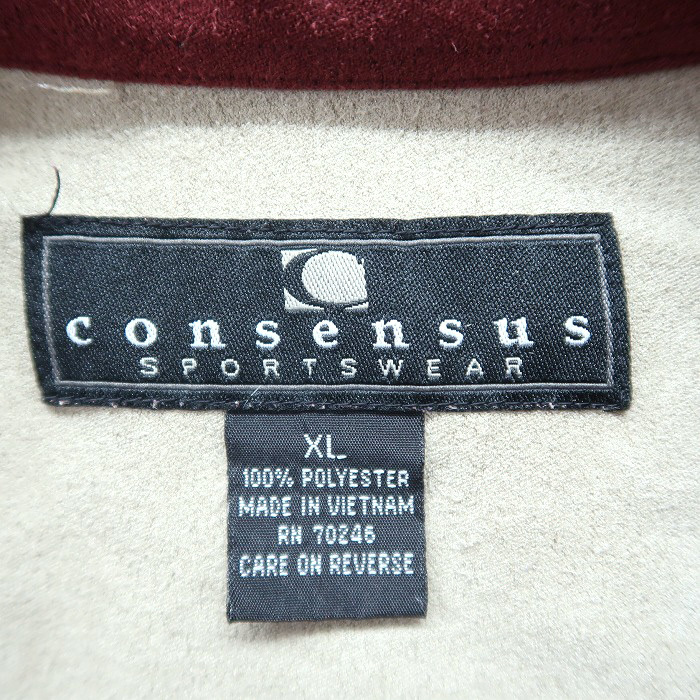 consensus
SPORTSWEAR
XL
100% POLYESTER
MADE IN VIETNAM
RN 70246
CARE ON REVERSE